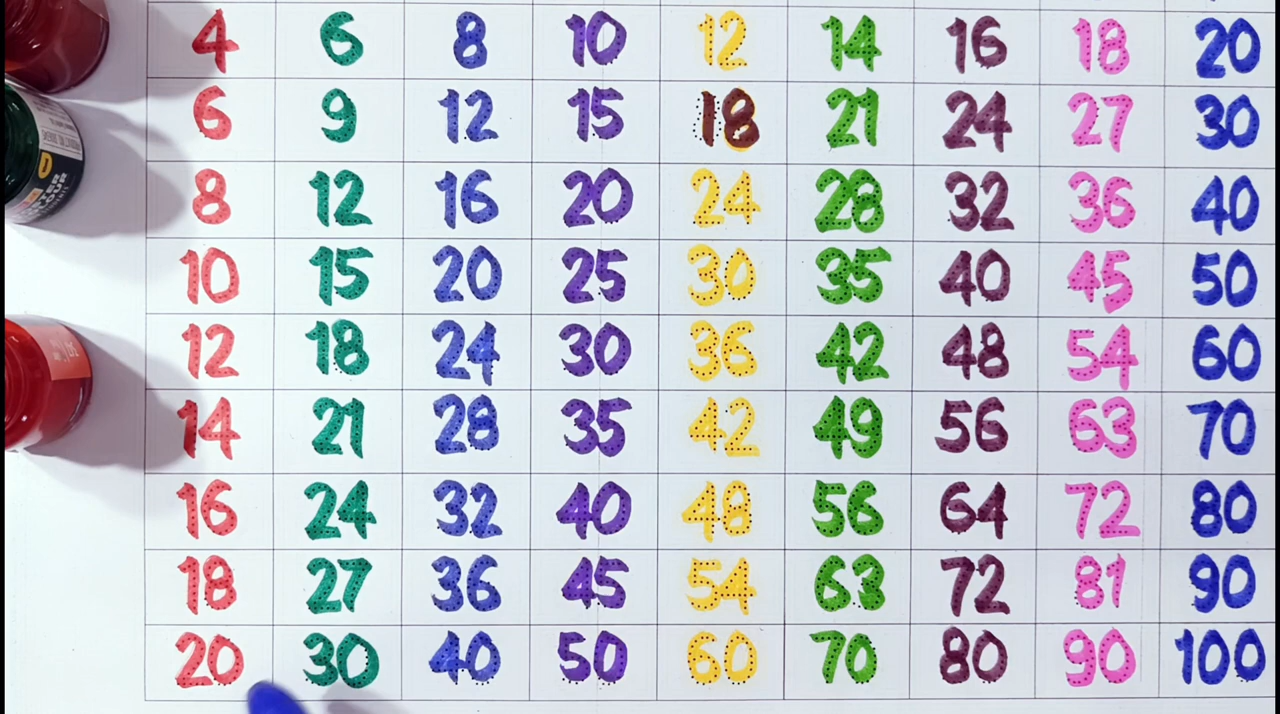 4 6 8 10 12 14 16 18 20
6 9 12 15 18 21 24 27 30
8 12 16 20 24 28 32 36 40
10 15 20 25 30 35 40 45 50
12 18 24 30 36 42 48 54 60
14 21 28 35 42 49 56 63 70
16 24 32 40 48 56 64 72 80
18 27 36 45 54 63 72 81 90
20 30 40 50 60 70 80 90 100